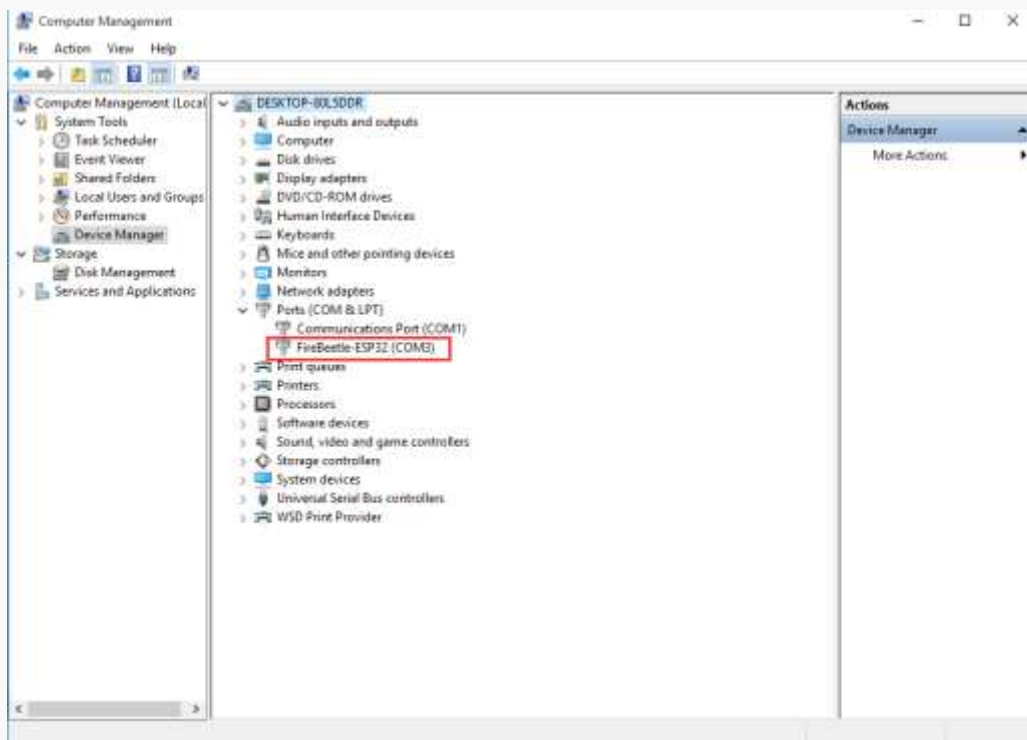 Computer Management
File Action View Help
Computer Management (Local
System Tools
Task Scheduler
Event Viewer
Shared Folders
Local Users and Groups
Performance
Device Manager
Storage
Disk Management
Services and Applications
DESKTOP-80L5DDR
Audio inputs and outputs
Computer
Disk drives
Display adapters
DVD/CD-ROM drives
Human Interface Devices
Keyboards
Mice and other pointing devices
Monitors
Network adapters
Ports (COM & LPT)
Communications Port (COM1)
FireBeetle-ESP32 (COM3)
Print queues
Printers
Processors
Software devices
Sound, video and game controllers
Storage controllers
System devices
Universal Serial Bus controllers
WSD Print Provider
Actions
Device Manager
More Actions